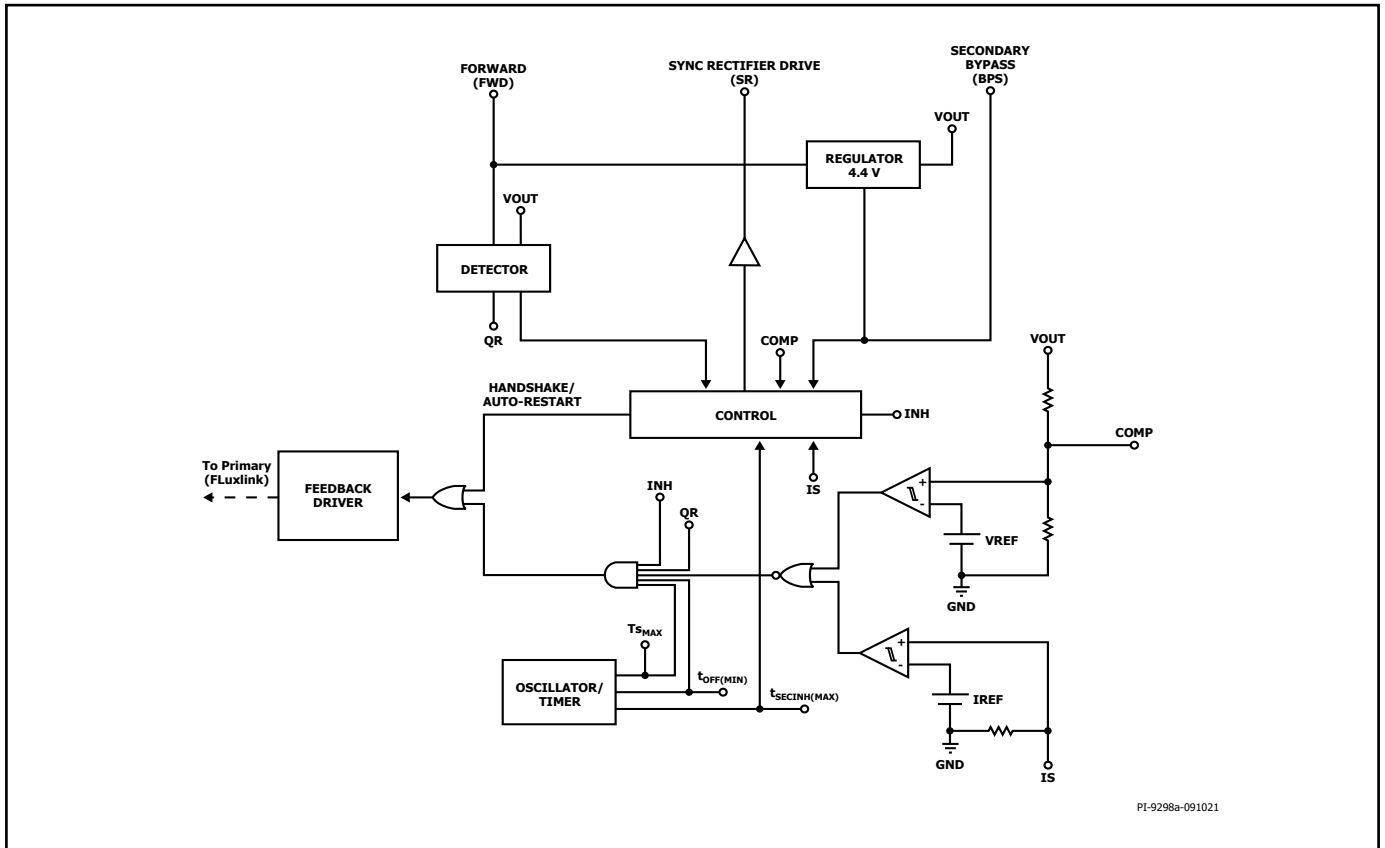 FORWARD
(FWD)
SYNC RECTIFIER DRIVE
(SR)
SECONDARY
BYPASS
(BPS)
VOUT
REGULATOR
4.4 V
VOUT
DETECTOR
QR
COMP
VOUT
HANDSHAKE/
AUTO-RESTART
CONTROL
INH
COMP
To Primary
(FLuxlink)
FEEDBACK
DRIVER
INH
QR
IS
+
-
VREF
GND
TsMAX
OSCILLATOR/
TIMER
tOFF(MIN)
tSECINH(MAX)
+
-
IREF
GND
IS
PI-9298a-091021